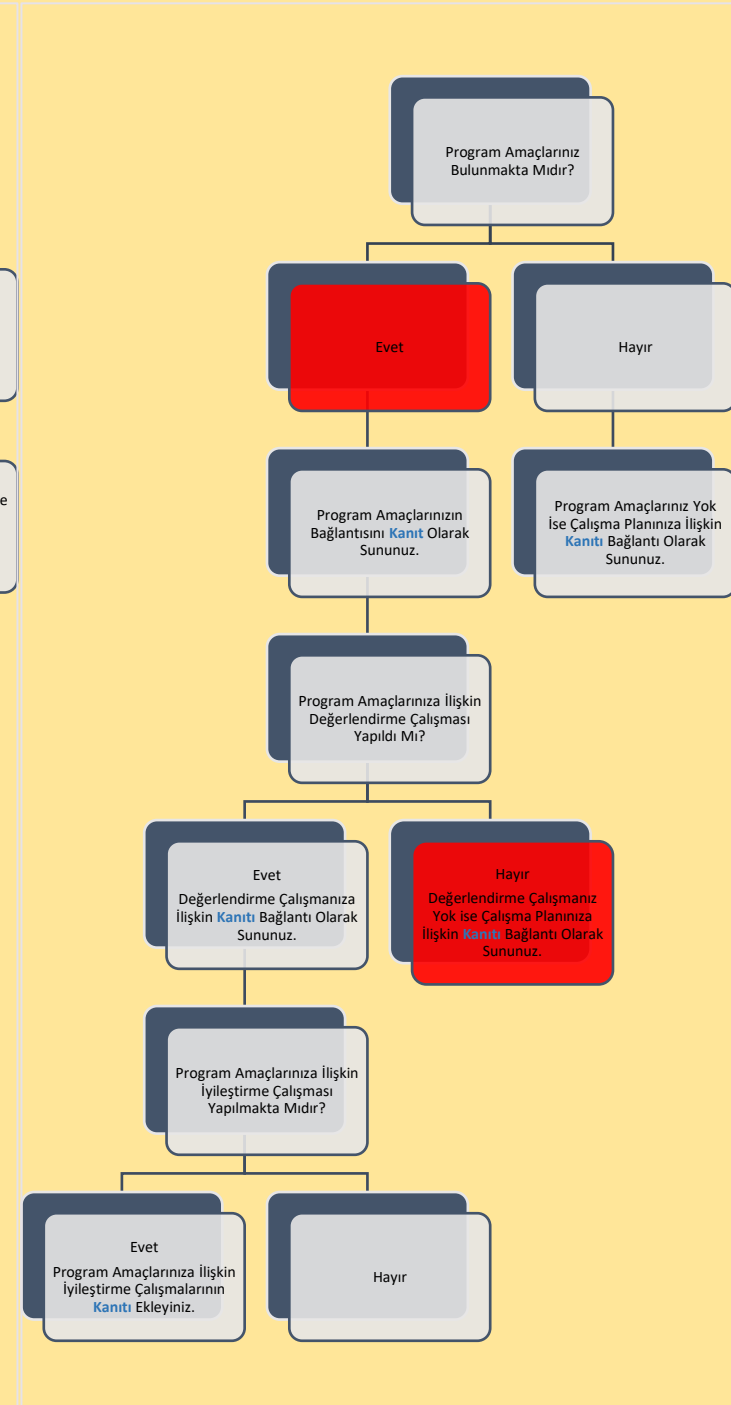 Program Amaçlarınız
Bulunmakta Mıdır?
Evet
Hayır
e
Program Amaçlarınızın
Bağlantısını Kanıt Olarak
Sununuz.
Program Amaçlarınız Yok
İse Çalışma Planınıza İlişkin
Kanıtı Bağlantı Olarak
Sununuz.
Program Amaçlarınıza İlişkin
Değerlendirme Çalışması
Yapıldı Mı?
Evet
Değerlendirme Çalışmanıza
İlişkin Kanıtı Bağlantı Olarak
Sununuz.
Hayır
Değerlendirme Çalışmanız
Yok ise Çalışma Planınıza
İlişkin Kanıtı Bağlantı Olarak
Sununuz.
Program Amaçlarınıza İlişkin
İyileştirme Çalışması
Yapılmakta Mıdır?
Evet
Program Amaçlarınıza İlişkin
İyileştirme Çalışmalarının
Kanıtı Ekleyiniz.
Hayır